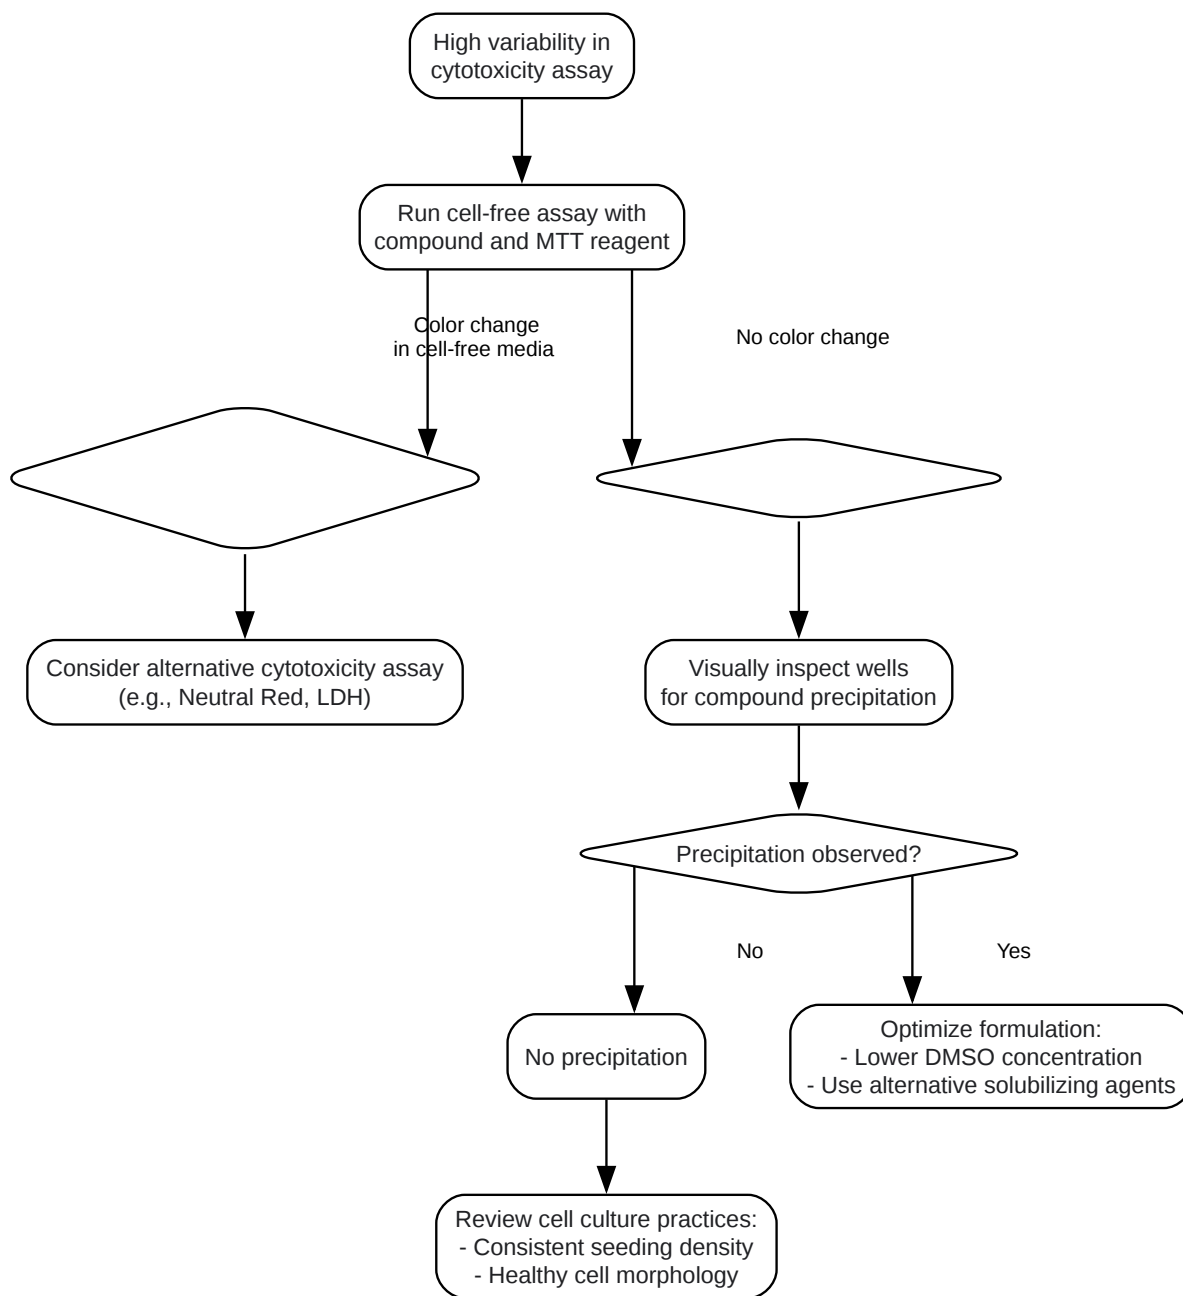 High variability in
cytotoxicity assay
Run cell-free assay with
compound and MTT reagent
Color change
in cell-free media
No color change
Consider alternative cytotoxicity assay
(e.g., Neutral Red, LDH)
Visually inspect wells
for compound precipitation
Precipitation observed?
No
Yes
No precipitation
Optimize formulation:
- Lower DMSO concentration
- Use alternative solubilizing agents
Review cell culture practices:
- Consistent seeding density
- Healthy cell morphology